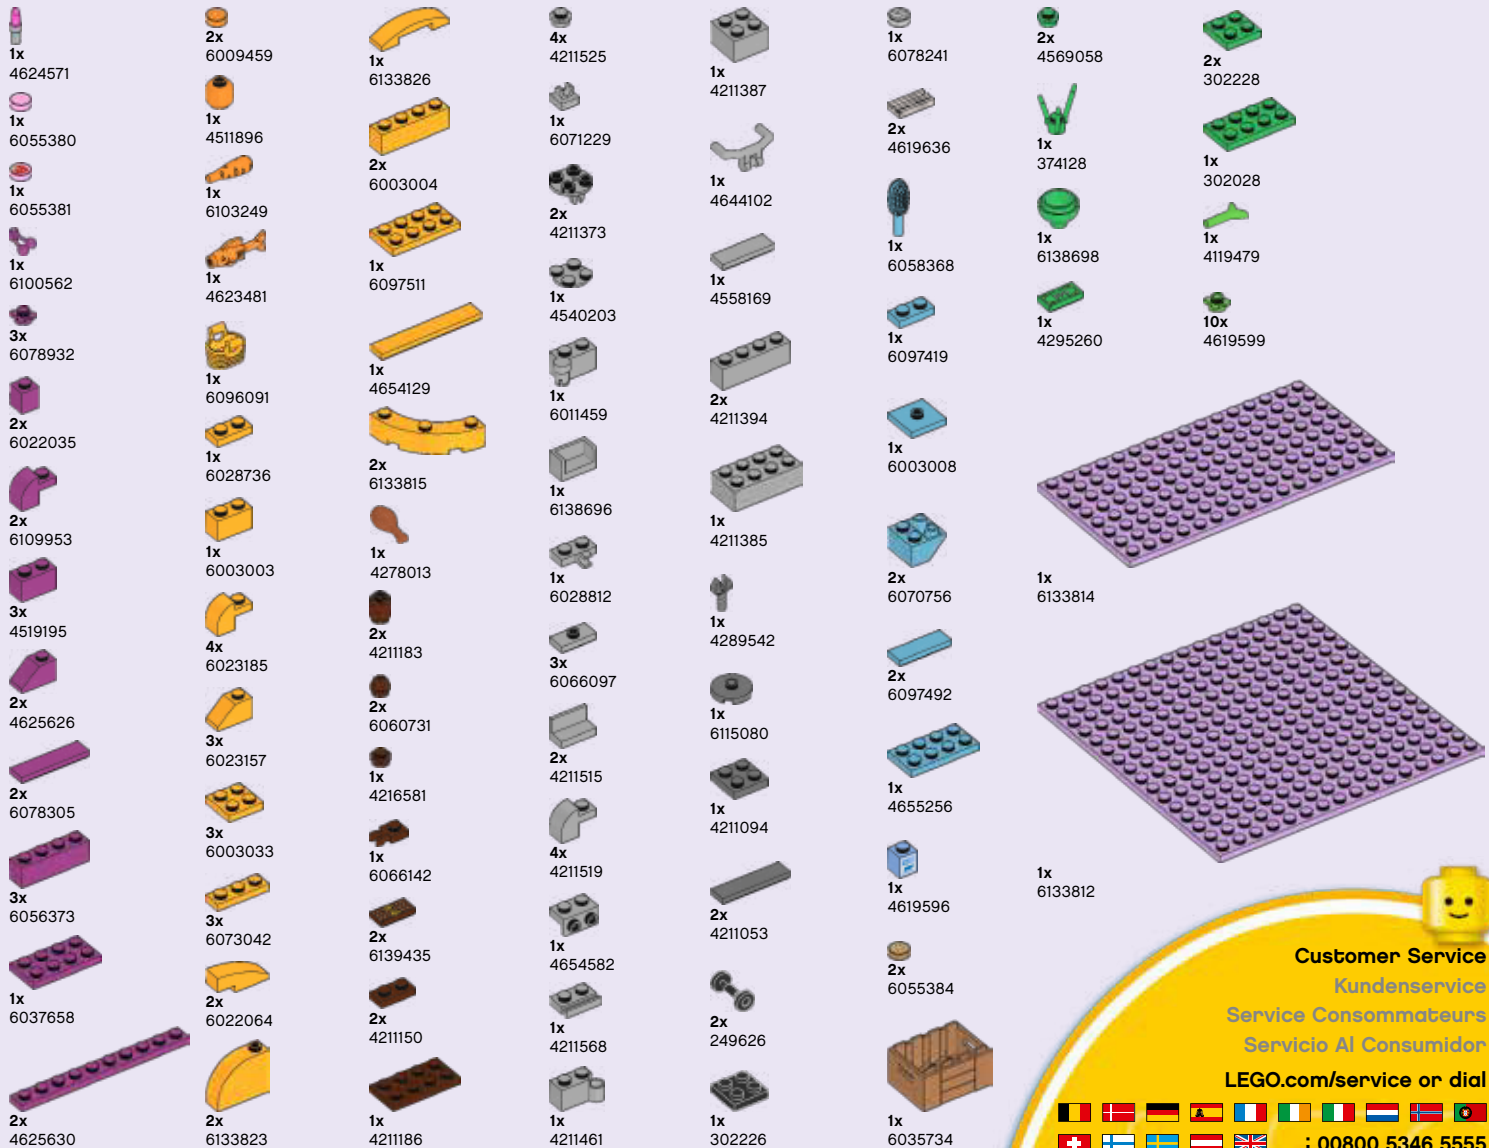 1x
4624571
1x
6055380
1x
6055381
1x
6100562
3x
6078932
2x
6022035
2x
6109953
3x
4519195
2x
4625626
2x
6078305
3x
6056373
1x
6037658
2x
4625630
2x
6009459
1x
4511896
1x
6103249
1x
4623481
1x
6096091
1x
6028736
1x
6003003
4x
6023185
3x
6023157
3x
6003033
3x
6073042
2x
6022064
2x
6133823
1x
6133826
2x
6003004
1x
6097511
1x
4654129
2x
6133815
1x
4278013
2x
4211183
2x
6060731
1x
4216581
1x
6066142
2x
6139435
2x
4211150
1x
4211186
4x
4211525
1x
6071229
2x
4211373
1x
4540203
1x
6011459
1x
6138696
1x
6028812
3x
6066097
2x
4211515
4x
4211519
1x
4654582
1x
4211568
1x
4211461
1x
4211387
1x
4644102
1x
4558169
2x
4211394
1x
4211385
1x
4289542
1x
6115080
1x
4211094
2x
4211053
2x
249626
1x
302226
1x
6078241
2x
4619636
1x
6058368
1x
6097419
1x
6003008
2x
6070756
2x
6097492
1x
4655256
1x
4619596
2x
6055384
1x
6035734
2x
4569058
1x
374128
1x
6138698
1x
4295260
2x
302228
1x
302028
1x
4119479
10x
4619599
1x
6133814
1x
6133812
Customer Service
Kundenservice
Service Consommateurs
Servicio Al Consumidor
LEGO.com/service or dial
: 00800 5346 5555